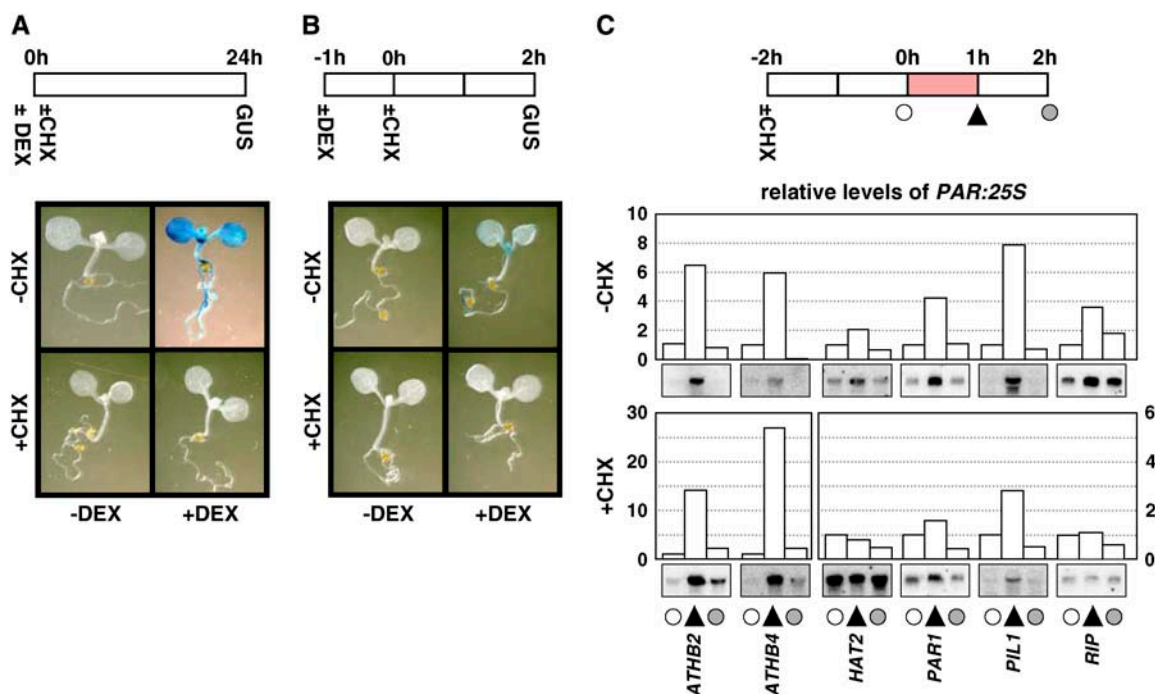 A
0h
24h
± DEX
±CHX
GUS
-CHX
+CHX
-DEX
+DEX
B
-1h
0h
2h
±DEX
±CHX
GUS
-CHX
+CHX
-DEX
+DEX
C
-2h
0h
1h
2h
±CHX
relative levels of PAR:25S
-CHX
10
8
6
4
2
0
+CHX
30
20
10
0
6
4
2
0
ATHB2
ATHB4
HAT2
PAR1
PIL1
RIP